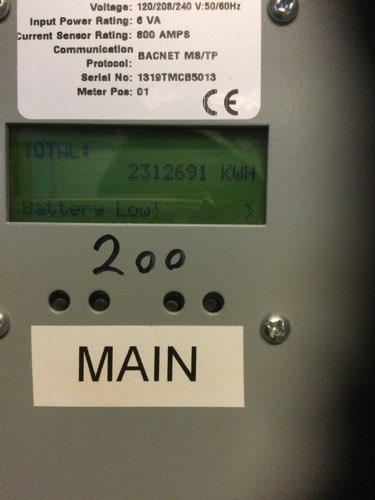 Voltage: 120/208/240 V:50/60Hz
Input Power Rating: 6 VA
Current Sensor Rating: 800 AMPS
Communication
Protocol: BACNET MS/TP
Serial No: 1319TMCB5013
Meter Pos: 01
CE
TOTAL:
2312691 KWH
Battery Low! >
200
MAIN